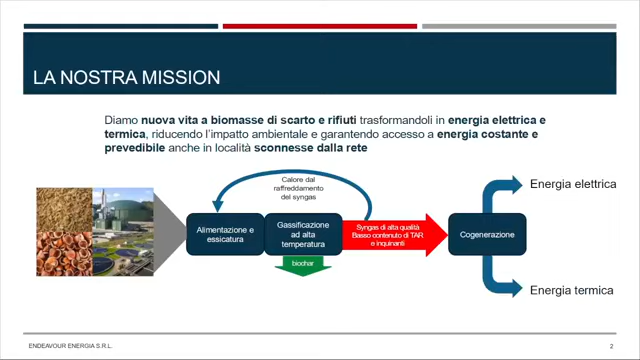 LA NOSTRA MISSION
Diamo nuova vita a biomasse di scarto e rifiuti trasformandoli in energia elettrica e
termica, riducendo l'impatto ambientale e garantendo accesso a energia costante e
prevedibile anche in località sconnesse dalla rete
Calore dal
raffreddamento
del syngas
Alimentazione e
essicatura
Gassificazione
ad alta
temperatura
Syngas di alta qualità
Basso contenuto di TAR
e inquinanti
biochar
Cogenerazione
Energia elettrica
Energia termica
ENDEAVOUR ENERGIA S.R.L.
2